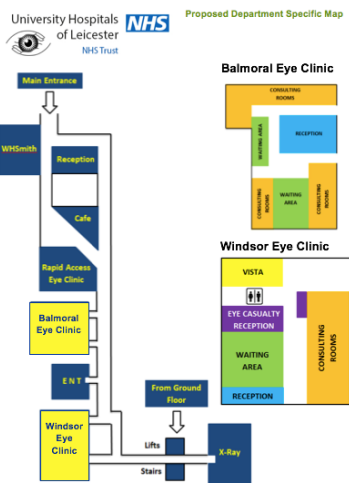 University Hospitals
of Leicester
NHS Trust
NHS
Proposed Department Specific Map
Main Entrance
WHSmith
Reception
Cafe
Rapid Access
Eye Clinic
Balmoral
Eye Clinic
E N T
Windsor
Eye
Clinic
From Ground
Floor
Lifts
Stairs
X-Ray
Balmoral Eye Clinic
CONSULTING
ROOMS
WAITING AREA
RECEPTION
CONSULTING
ROOMS
WAITING
AREA
CONSULTING
ROOMS
Windsor Eye Clinic
VISTA
EYE CASUALTY
RECEPTION
WAITING
AREA
RECEPTION
CONSULTING
ROOMS